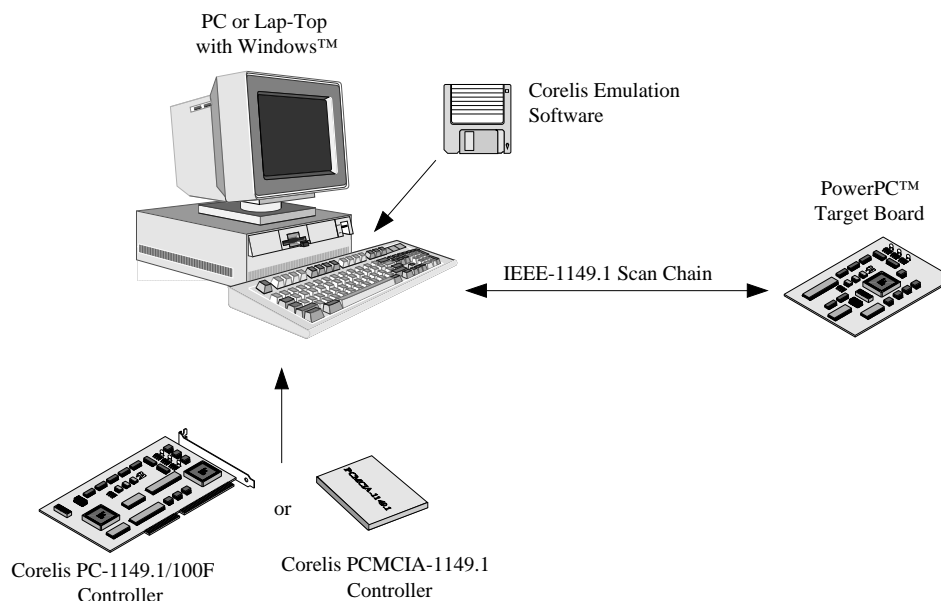 PC or Lap-Top
with Windows™
Corelis Emulation
Software
PowerPC™
Target Board
IEEE-1149.1 Scan Chain
PCMCIA-1149.1
or
Corelis PC-1149.1/100F
Controller
Corelis PCMCIA-1149.1
Controller